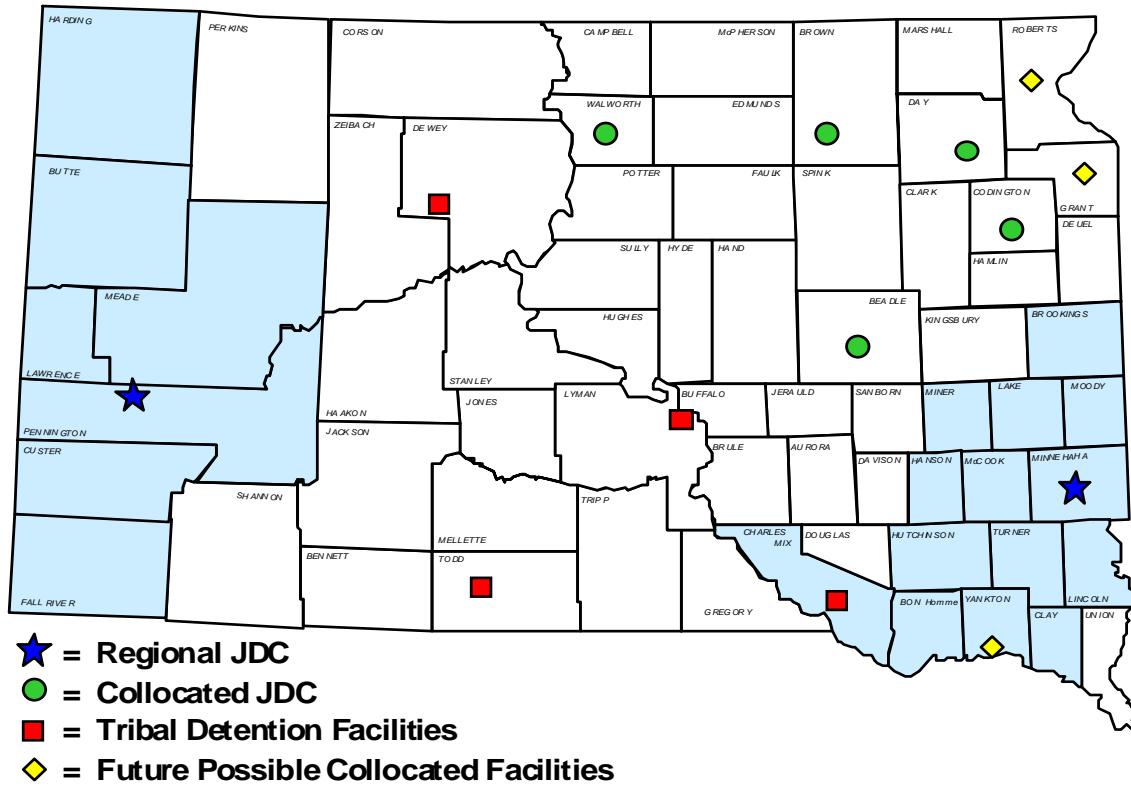 HARDING
PERKINS
CORSON
CAMPBELL
McPHERSON
BROWN
MARSHALL
ROBERTS
WALWORTH
EDMUNDS
DAY
ZEIBACH
DEWEY
BUTTE
POTTER
FAULK
SPINK
CLARK
CODINGTON
GRANT
DEUEL
SULLY
HYDE
HAND
HAMLIN
MEADE
BEADLE
HUGHES
KINGSBURY
BROOKINGS
LAWRENCE
STANLEY
HAAKON
JONES
LYMAN
BUFFALO
JERAULD
SANBORN
MINER
LAKE
MOODY
PENNINGTON
JACKSON
CUSTER
BRULE
AURORA
DAVISON
HANSON
McCOOK
MINNEHAHA
SHANNON
TRIPP
MELLETTE
CHARLES
MIX
DOUGLAS
HUTCHINSON
TURNER
BENNETT
TODD
FALL RIVER
GREGORY
BON Homme
YANKTON
CLAY
LINCOLN
UNION
= Regional JDC
= Collocated JDC
= Tribal Detention Facilities
= Future Possible Collocated Facilities